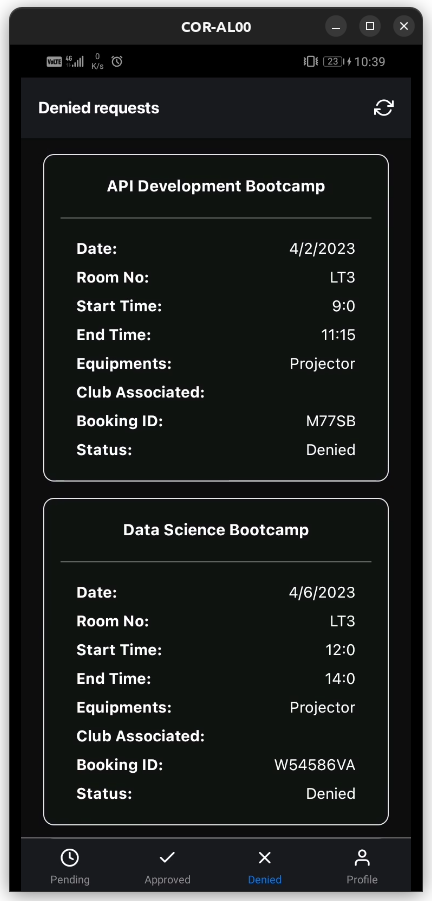 COR-AL00
VoLTE 4G 0 K/s 23 10:39
Denied requests
API Development Bootcamp
Date: 4/2/2023
Room No: LT3
Start Time: 9:0
End Time: 11:15
Equipments: Projector
Club Associated:
Booking ID: M77SB
Status: Denied
Data Science Bootcamp
Date: 4/6/2023
Room No: LT3
Start Time: 12:0
End Time: 14:0
Equipments: Projector
Club Associated:
Booking ID: W54586VA
Status: Denied
Pending Approved Denied Profile